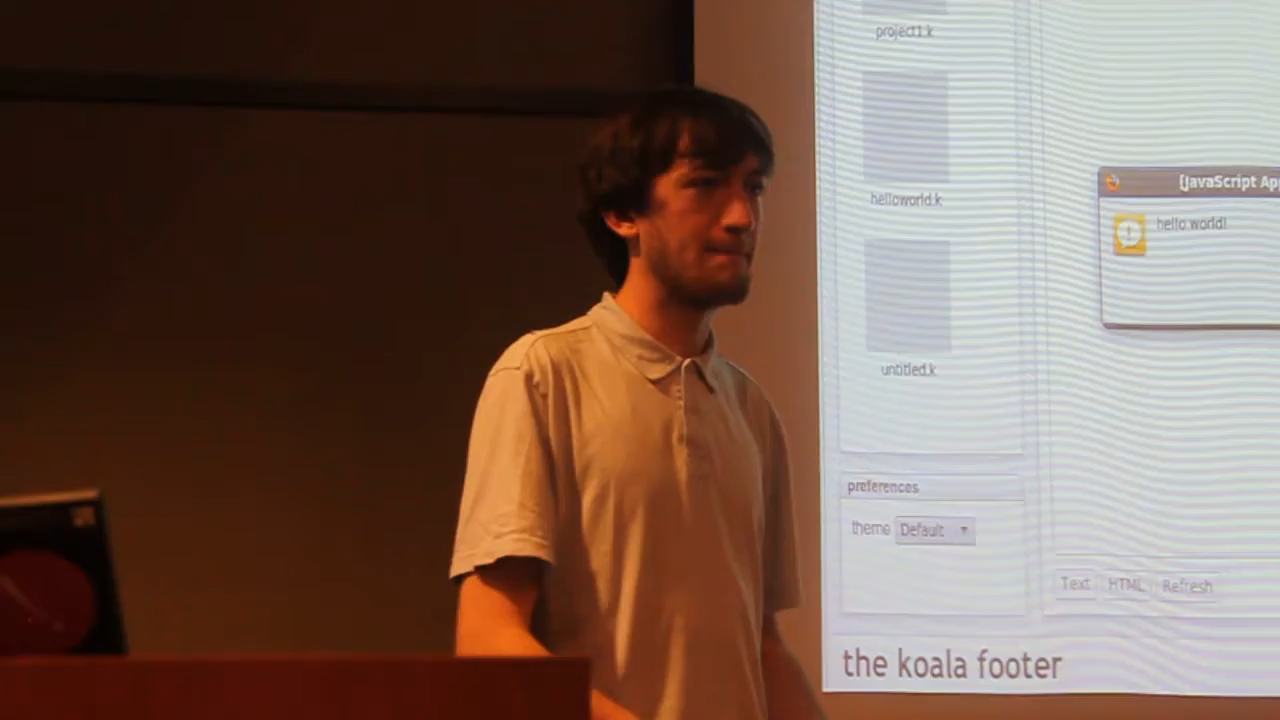 project1.k
helloworld.k
untitled.k
preferences
theme Default
[JavaScript Ap
hello world!
Text HTML Refresh
the koala footer